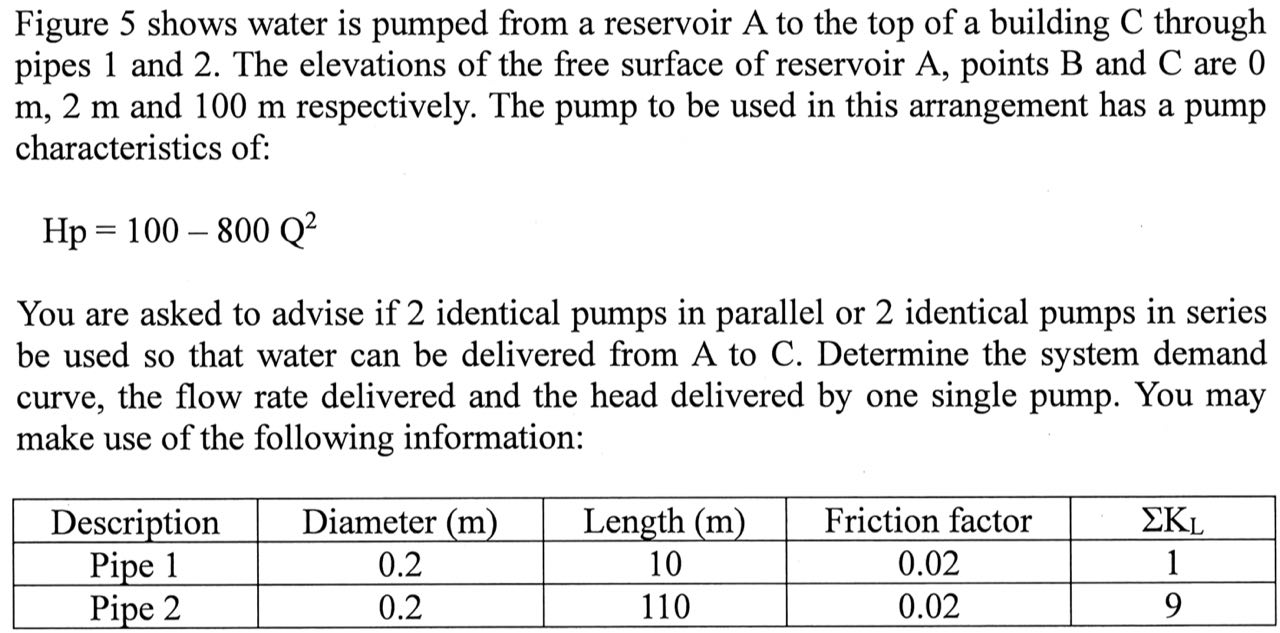 Figure 5 shows water is pumped from a reservoir A to the top of a building C through
pipes 1 and 2. The elevations of the free surface of reservoir A, points B and C are 0
m, 2 m and 100 m respectively. The pump to be used in this arrangement has a pump
characteristics of:
Hp = 100 – 800 Q²
You are asked to advise if 2 identical pumps in parallel or 2 identical pumps in series
be used so that water can be delivered from A to C. Determine the system demand
curve, the flow rate delivered and the head delivered by one single pump. You may
make use of the following information:
Description Diameter (m) Length (m) Friction factor ΣK_L
Pipe 1 0.2 10 0.02 1
Pipe 2 0.2 110 0.02 9